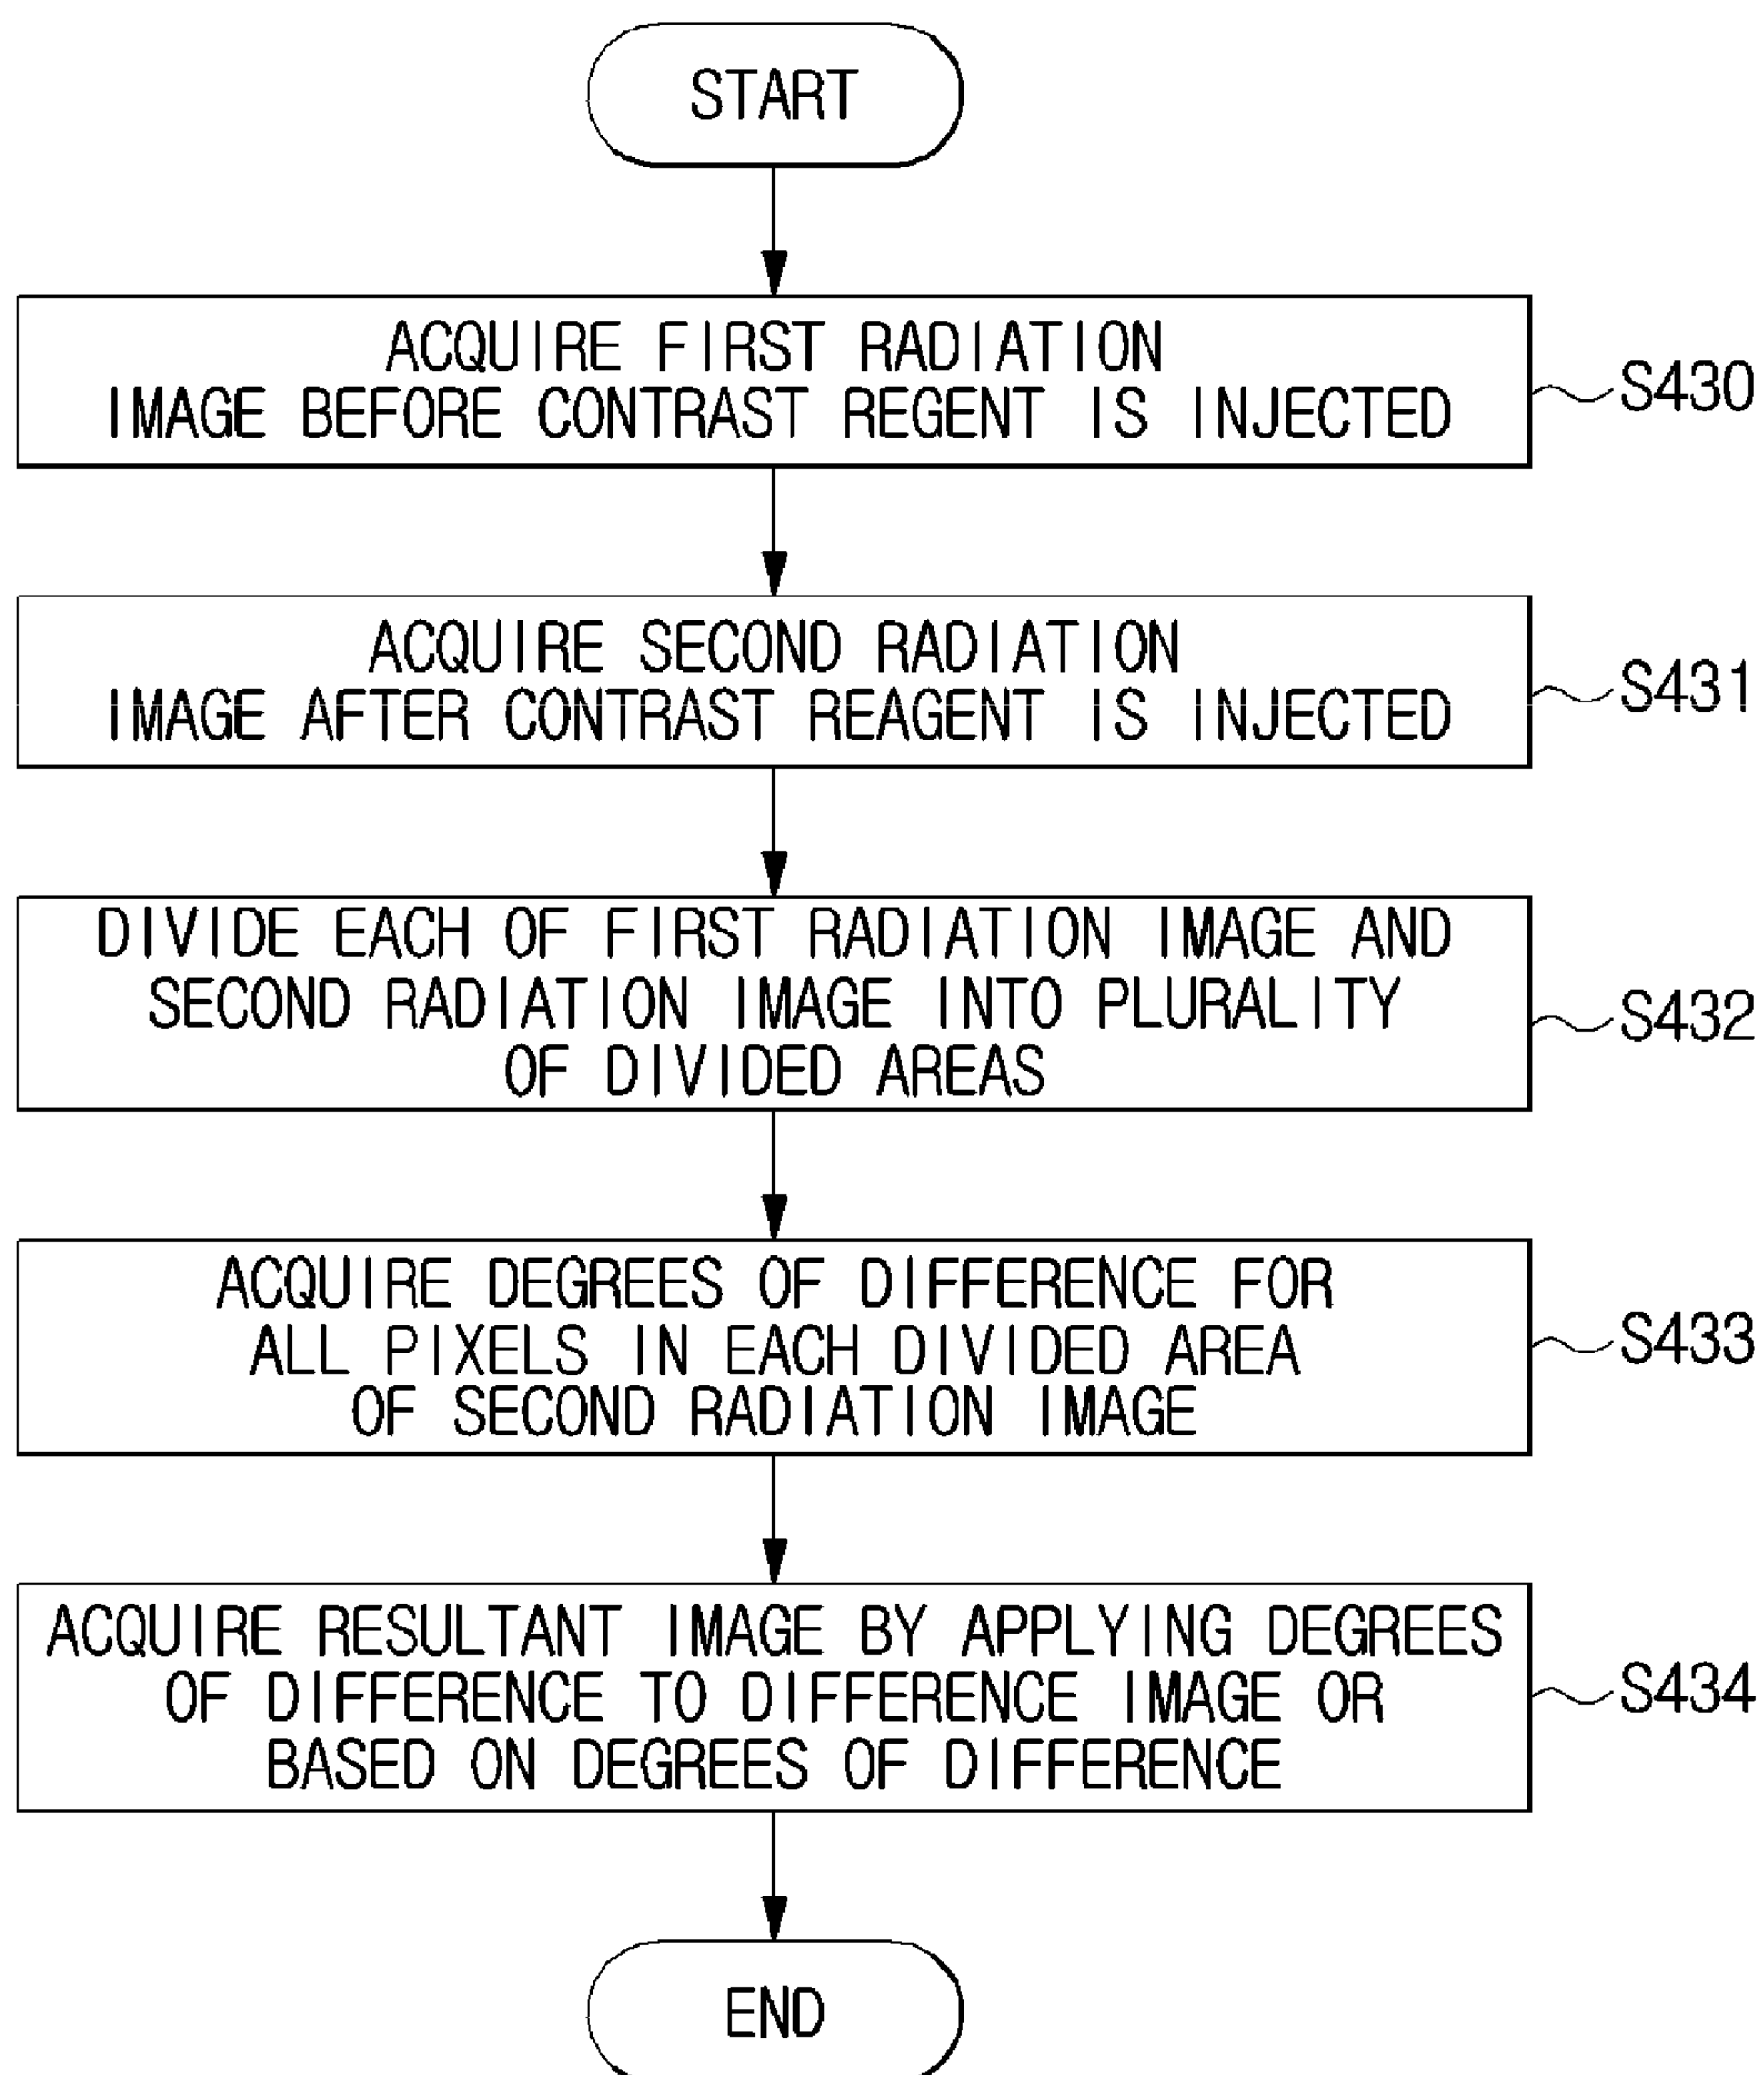 START
ACQUIRE FIRST RADIATION
IMAGE BEFORE CONTRAST REGENT IS INJECTED
S430
ACQUIRE SECOND RADIATION
IMAGE AFTER CONTRAST REAGENT IS INJECTED
S431
DIVIDE EACH OF FIRST RADIATION IMAGE AND
SECOND RADIATION IMAGE INTO PLURALITY
OF DIVIDED AREAS
S432
ACQUIRE DEGREES OF DIFFERENCE FOR
ALL PIXELS IN EACH DIVIDED AREA
OF SECOND RADIATION IMAGE
S433
ACQUIRE RESULTANT IMAGE BY APPLYING DEGREES
OF DIFFERENCE TO DIFFERENCE IMAGE OR
BASED ON DEGREES OF DIFFERENCE
S434
END